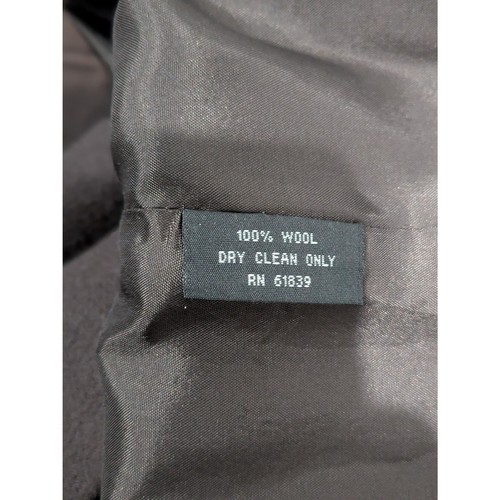 100% WOOL
DRY CLEAN ONLY
RN 61839